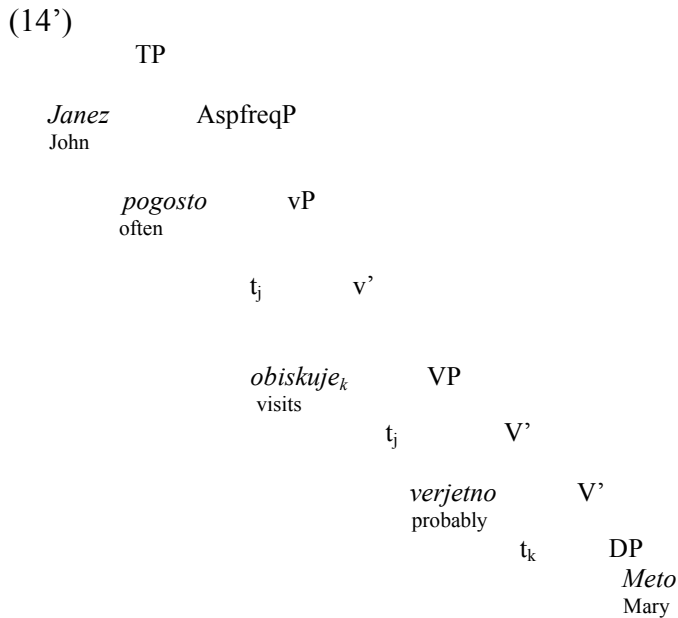 (14’)
TP
Janez AspfreqP
John
pogosto vP
often
tj v’
obiskujek VP
visits
tj V’
verjetno V’
probably
tk DP
Meto
Mary